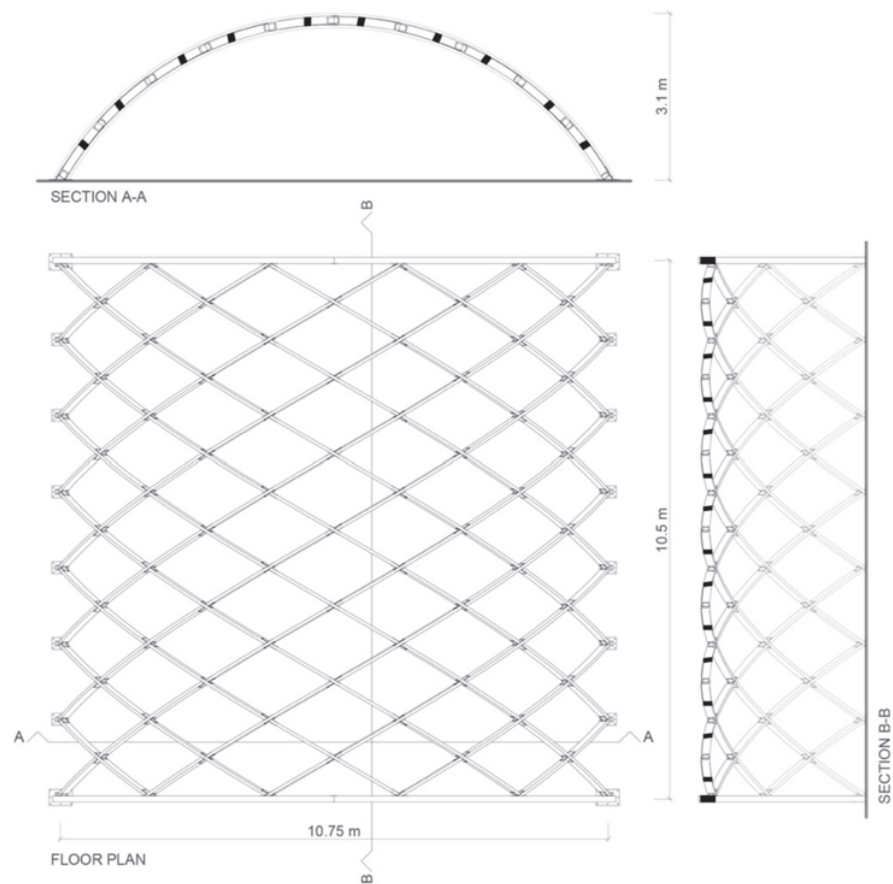 3.1 m
SECTION A-A
B
10.5 m
A
A
SECTION B-B
10.75 m
FLOOR PLAN
B